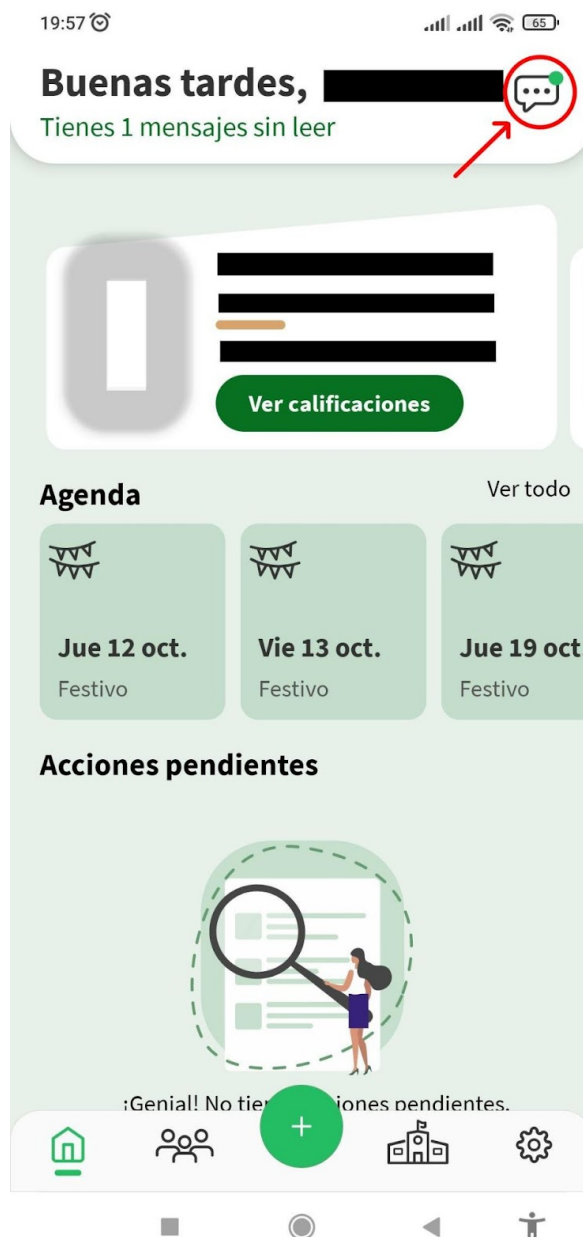 19:57
65
Buenas tardes,
Tienes 1 mensajes sin leer
Ver calificaciones
Agenda
Ver todo
Jue 12 oct.
Festivo
Vie 13 oct.
Festivo
Jue 19 oct
Festivo
Acciones pendientes
¡Genial! No iones pendientes.